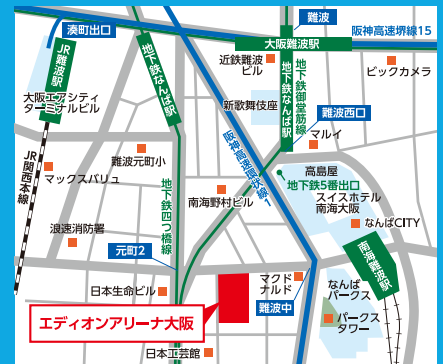 湊町出口
難波
大阪難波駅
阪神高速堺線15
JR難波駅
地下鉄なんば駅
近鉄難波
ビル
地下鉄御堂筋線
地下鉄なんば駅
ビックカメラ
大阪エアシティ
ターミナルビル
新歌舞伎座
難波西口
マルイ
阪神高速環状線1
JR関西本線
難波元町小
マックスバリュ
高島屋
地下鉄5番出口
スイスホテル
南海大阪
地下鉄四つ橋線
南海野村ビル
なんばCITY
浪速消防署
元町2
南海難波駅
日本生命ビル
マクド
ナルド
難波中
なんば
パークス
パークス
タワー
エディオンアリーナ大阪
日本工芸館